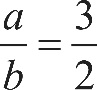 a/b = 3/2